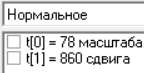 Нормальное
t[0] = 78 масштаба
t[1] = 860 сдвига